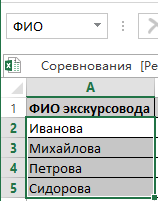 ФИО
Соревнования [Ре
A
1 ФИО экскурсовода
2 Иванова
3 Михайлова
4 Петрова
5 Сидорова